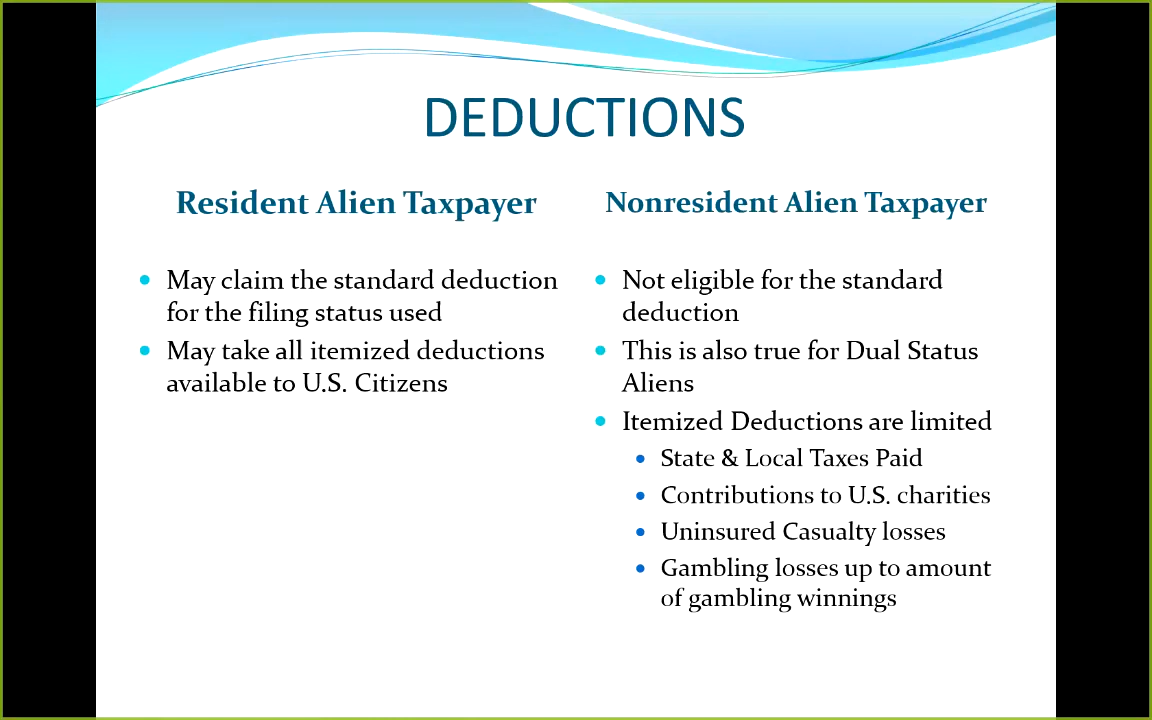 DEDUCTIONS
Resident Alien Taxpayer
May claim the standard deduction
for the filing status used
May take all itemized deductions
available to U.S. Citizens
Nonresident Alien Taxpayer
Not eligible for the standard
deduction
This is also true for Dual Status
Aliens
Itemized Deductions are limited
State & Local Taxes Paid
Contributions to U.S. charities
Uninsured Casualty losses
Gambling losses up to amount
of gambling winnings